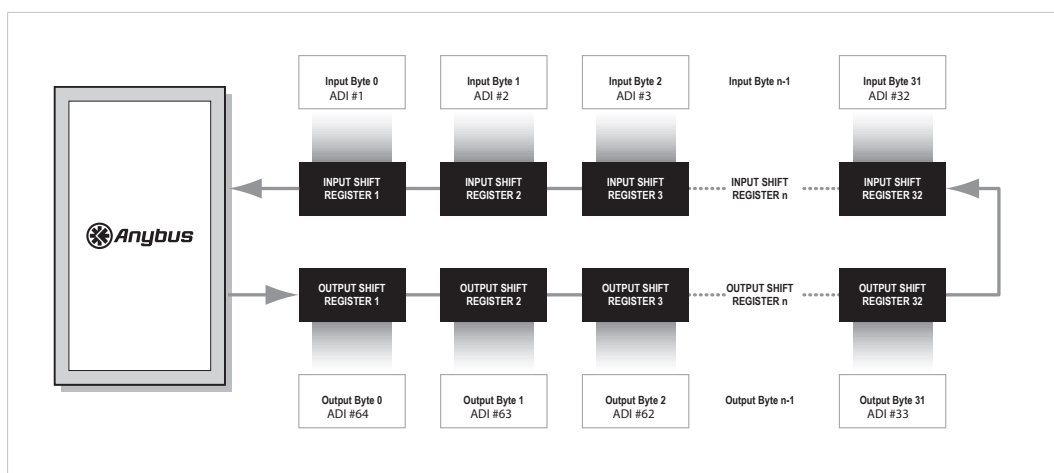 Input Byte 0
ADI #1
Input Byte 1
ADI #2
Input Byte 2
ADI #3
Input Byte n-1
Input Byte 31
ADI #32
INPUT SHIFT
REGISTER 1
INPUT SHIFT
REGISTER 2
INPUT SHIFT
REGISTER 3
INPUT SHIFT
REGISTER n
INPUT SHIFT
REGISTER 32
Anybus
OUTPUT SHIFT
REGISTER 1
OUTPUT SHIFT
REGISTER 2
OUTPUT SHIFT
REGISTER 3
OUTPUT SHIFT
REGISTER n
OUTPUT SHIFT
REGISTER 32
Output Byte 0
ADI #64
Output Byte 1
ADI #63
Output Byte 2
ADI #62
Output Byte n-1
Output Byte 31
ADI #33